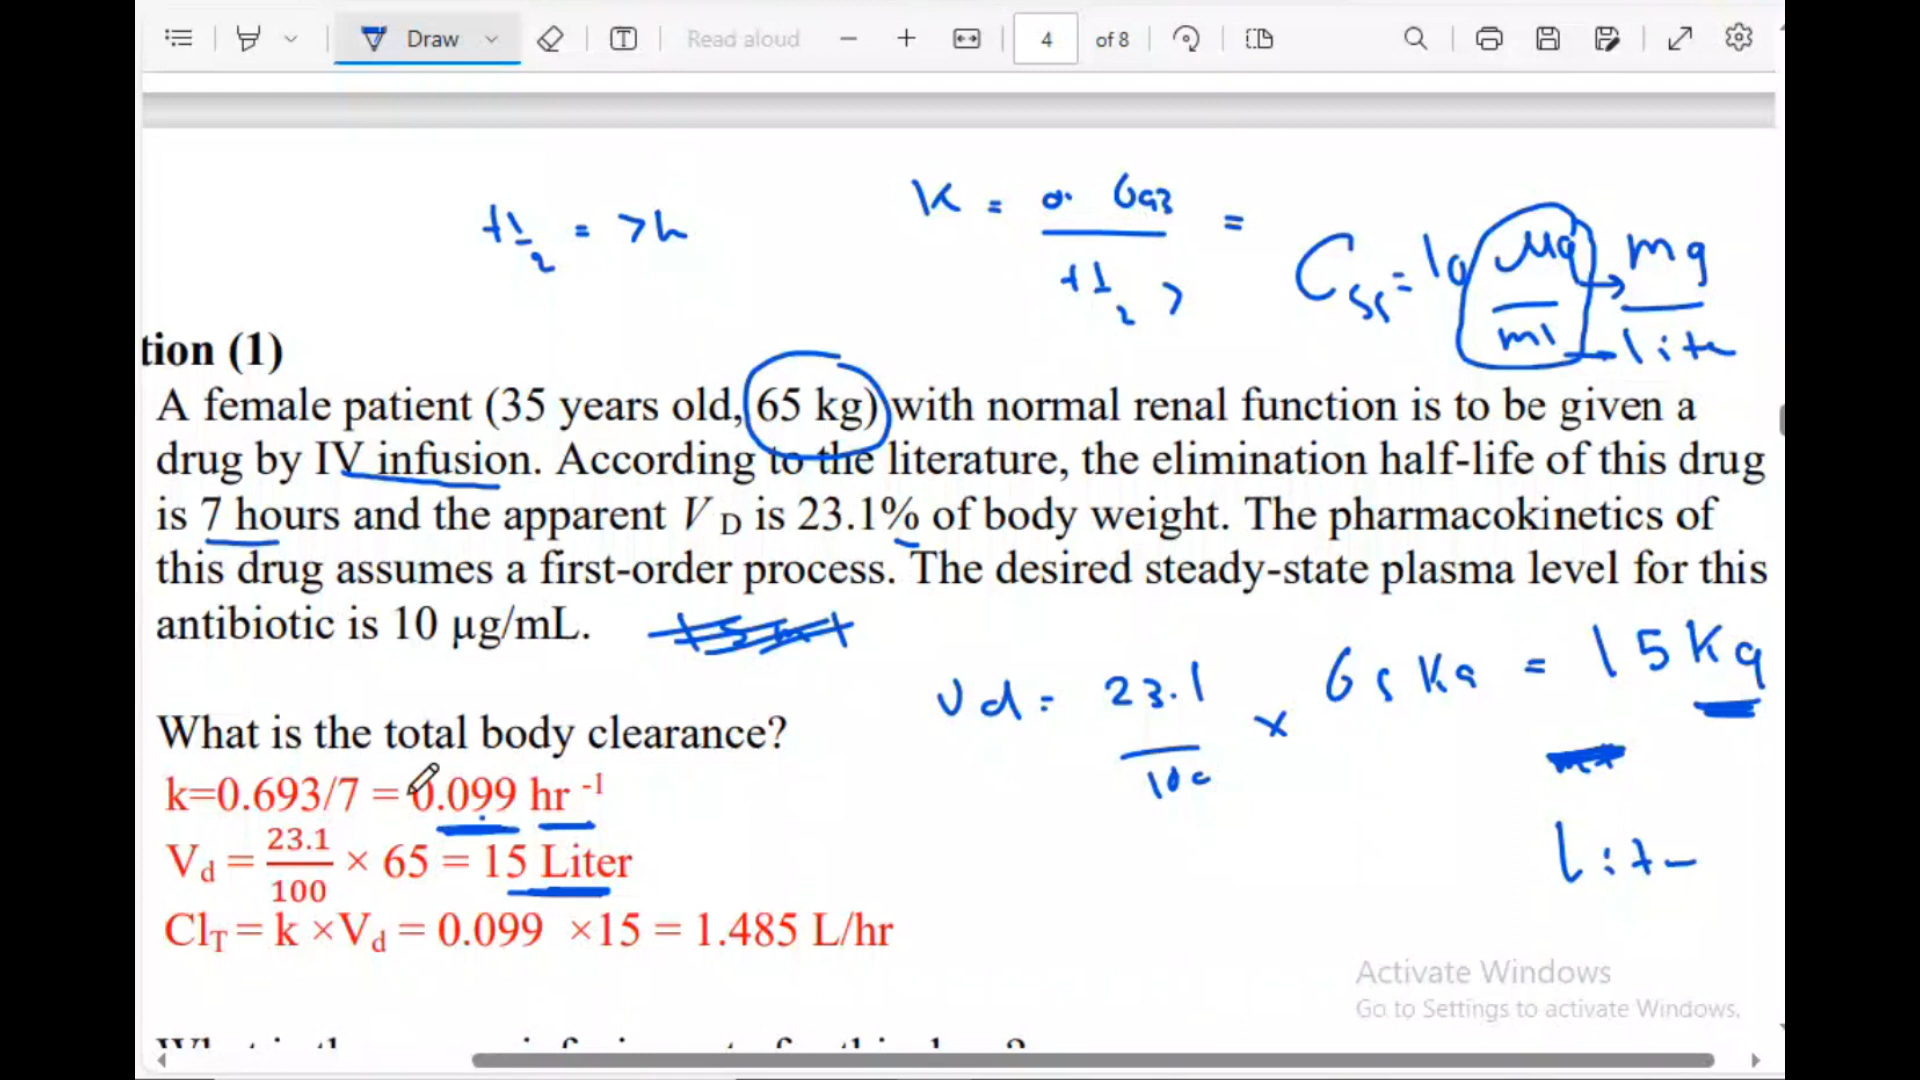 Draw
Read aloud
4 of 8
t1/2 = 7h
K = 0.693 / t1/2 7 =
Css = 10 µg/ml → mg/liter
tion (1)
A female patient (35 years old, 65 kg) with normal renal function is to be given a
drug by IV infusion. According to the literature, the elimination half-life of this drug
is 7 hours and the apparent V D is 23.1% of body weight. The pharmacokinetics of
this drug assumes a first-order process. The desired steady-state plasma level for this
antibiotic is 10 µg/mL.
Vd = 23.1/100 × 65 Kg = 15 Kg
What is the total body clearance?
k=0.693/7 = 0.099 hr -1
Vd = 23.1/100 × 65 = 15 Liter
ClT = k ×Vd = 0.099 ×15 = 1.485 L/hr
Activate Windows
Go to Settings to activate Windows.